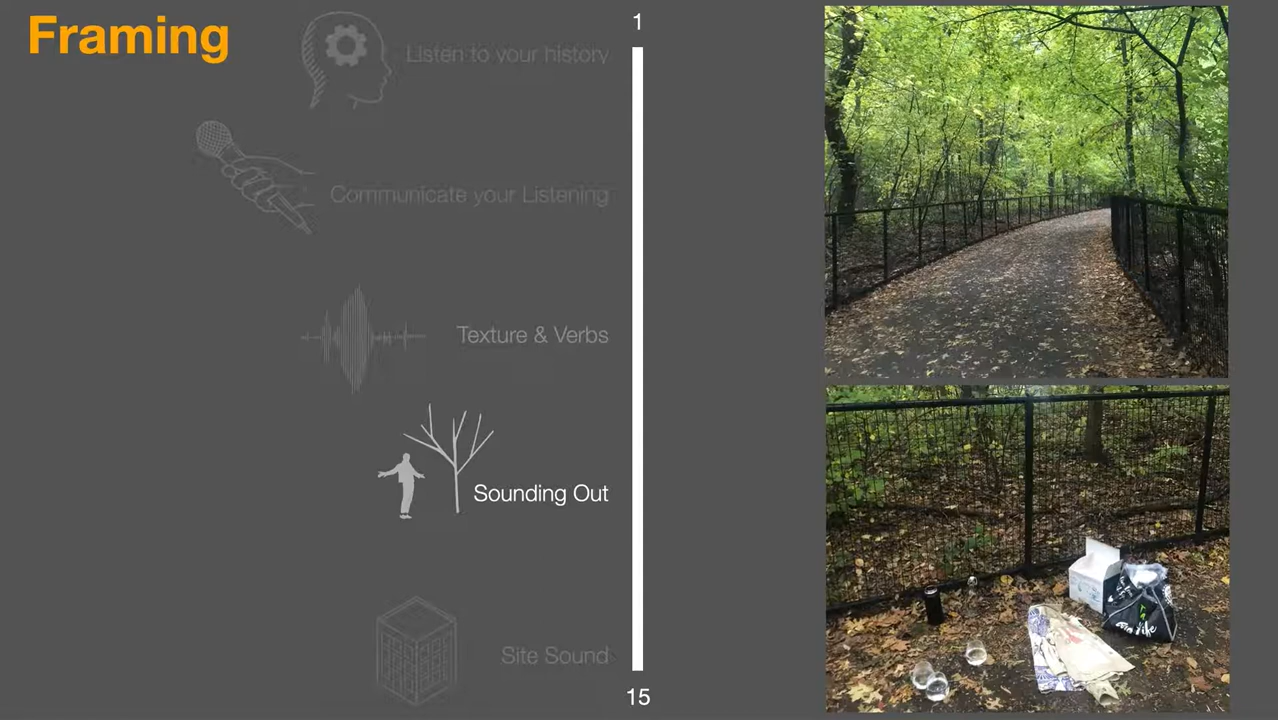 Framing
1
Listen to your history
Communicate your Listening
Texture & Verbs
Sounding Out
Site Sound
15